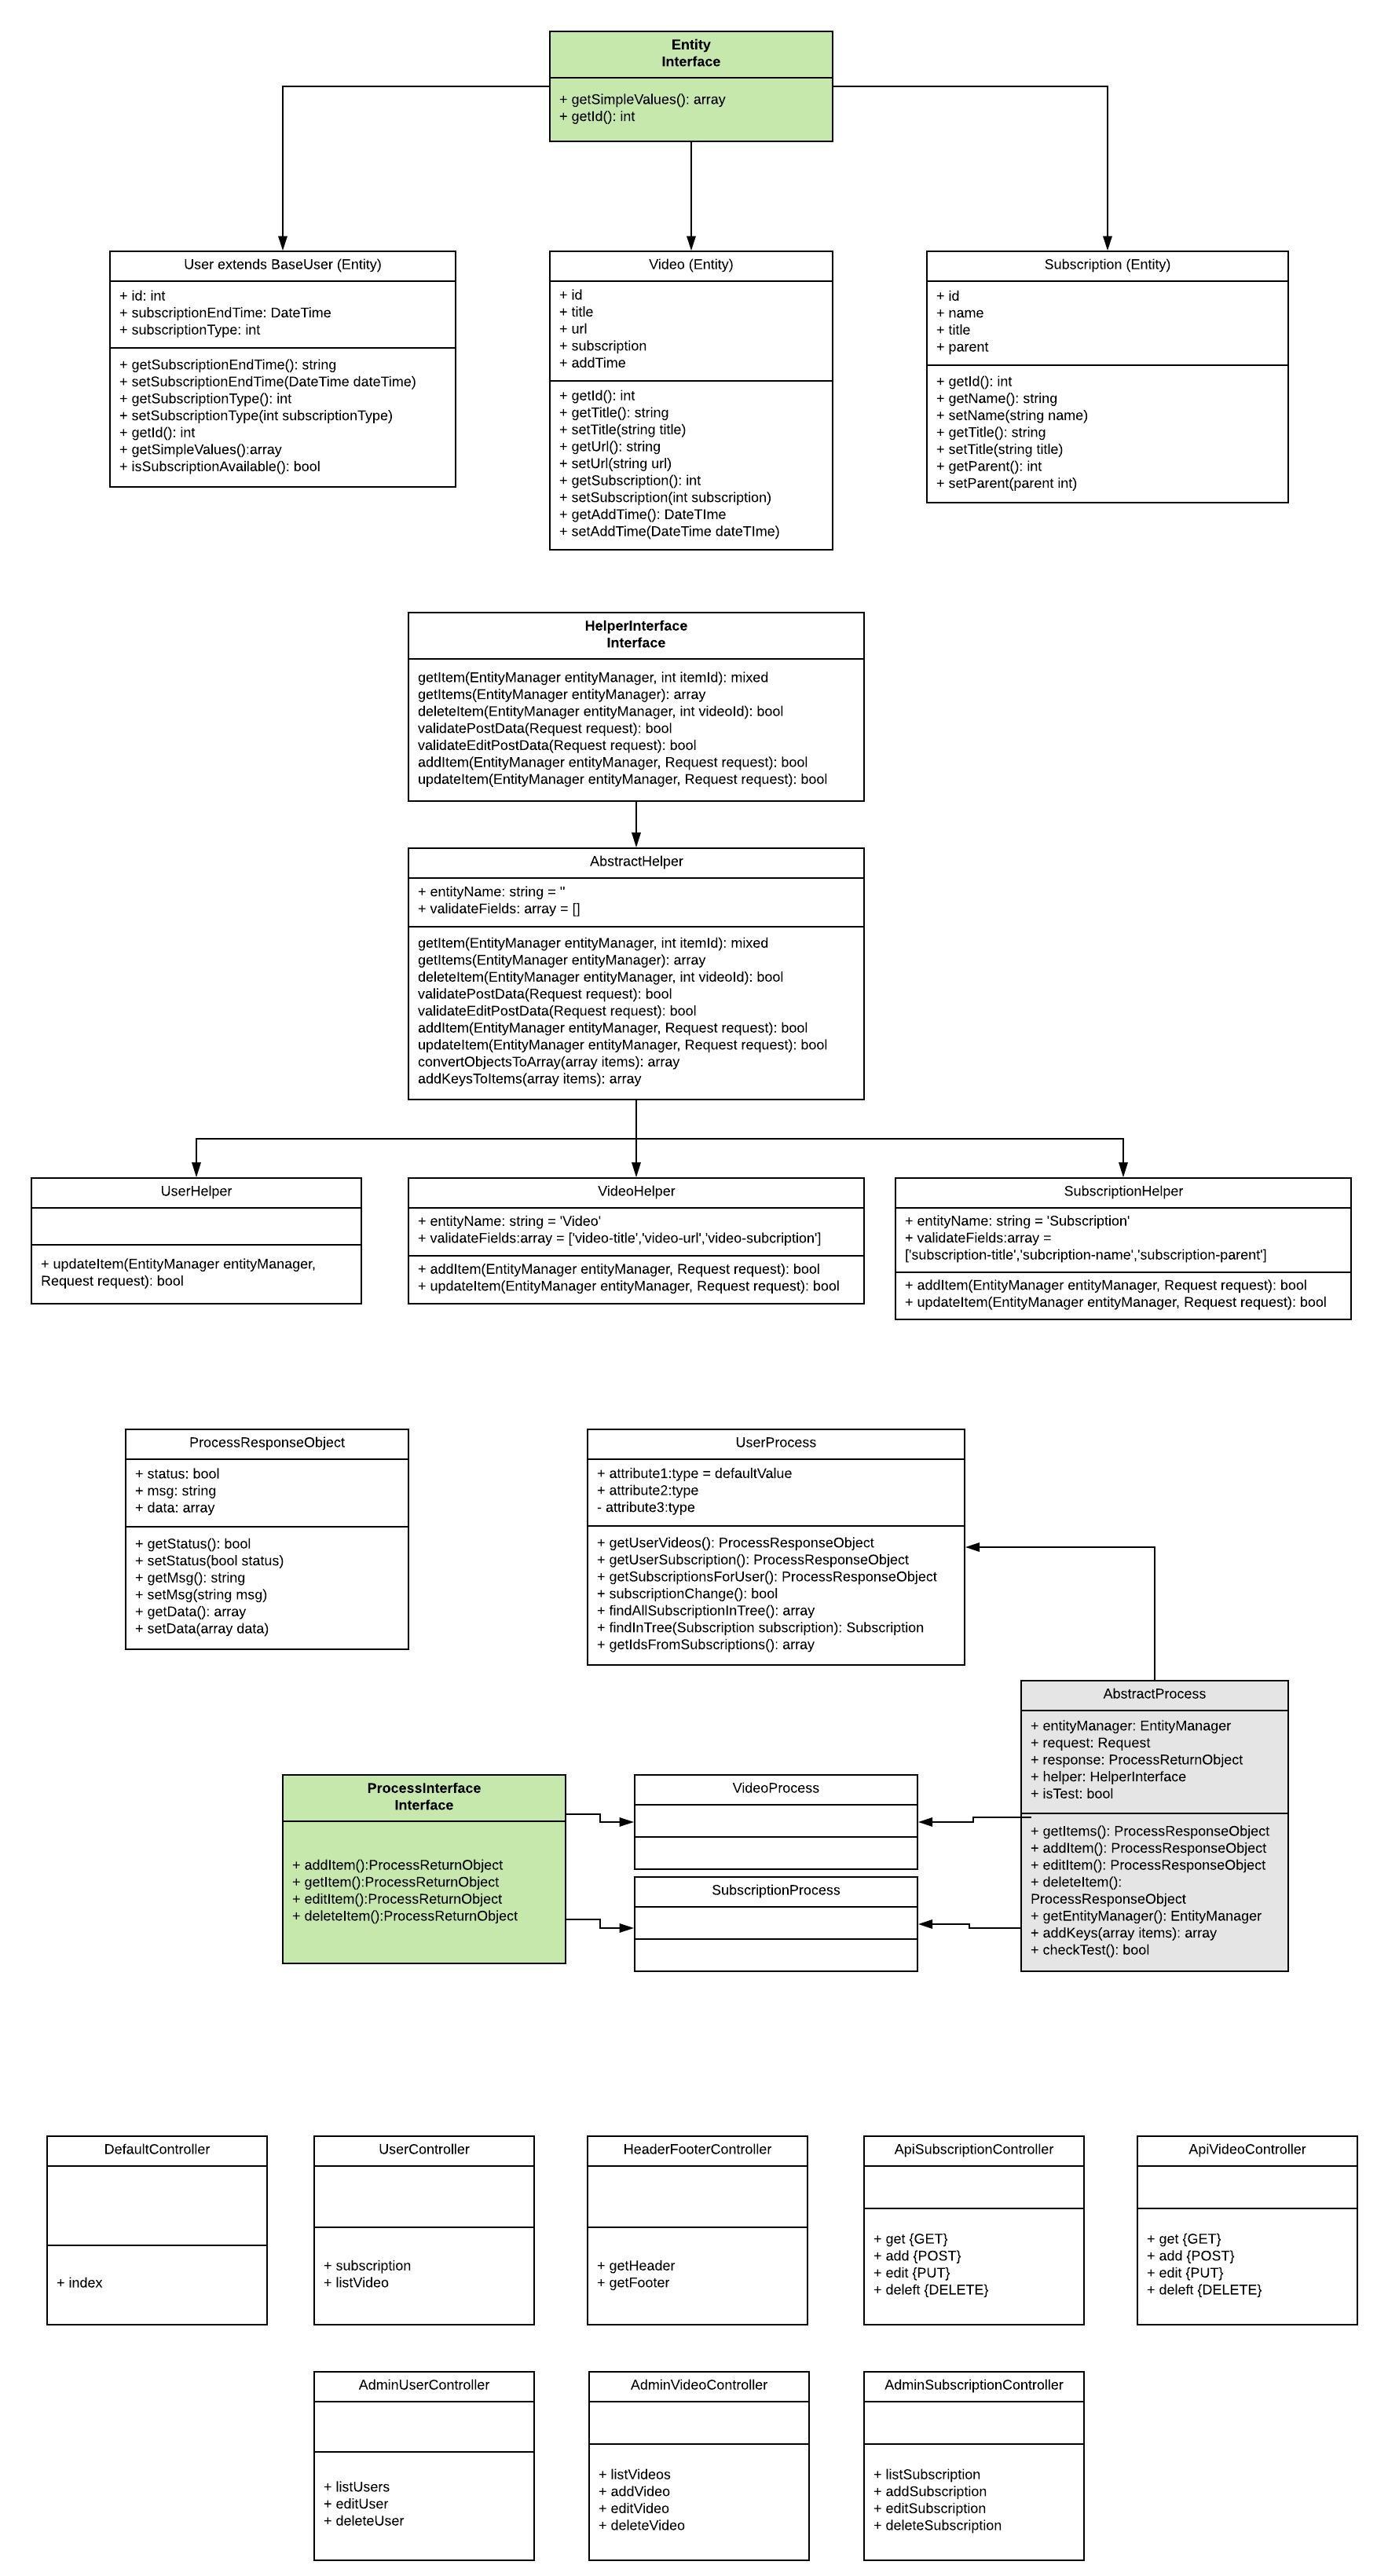 Entity
Interface
+ getSimpleValues(): array
+ getId(): int
User extends BaseUser (Entity)
+ id: int
+ subscriptionEndTime: DateTime
+ subscriptionType: int
+ getSubscriptionEndTime(): string
+ setSubscriptionEndTime(DateTime dateTime)
+ getSubscriptionType(): int
+ setSubscriptionType(int subscriptionType)
+ getId(): int
+ getSimpleValues():array
+ isSubscriptionAvailable(): bool
Video (Entity)
+ id
+ title
+ url
+ subscription
+ addTime
+ getId(): int
+ getTitle(): string
+ setTitle(string title)
+ getUrl(): string
+ setUrl(string url)
+ getSubscription(): int
+ setSubscription(int subscription)
+ getAddTime(): DateTIme
+ setAddTime(DateTime dateTIme)
Subscription (Entity)
+ id
+ name
+ title
+ parent
+ getId(): int
+ getName(): string
+ setName(string name)
+ getTitle(): string
+ setTitle(string title)
+ getParent(): int
+ setParent(parent int)
HelperInterface
Interface
getItem(EntityManager entityManager, int itemId): mixed
getItems(EntityManager entityManager): array
deleteItem(EntityManager entityManager, int videoId): bool
validatePostData(Request request): bool
validateEditPostData(Request request): bool
addItem(EntityManager entityManager, Request request): bool
updateItem(EntityManager entityManager, Request request): bool
AbstractHelper
+ entityName: string = ''
+ validateFields: array = []
getItem(EntityManager entityManager, int itemId): mixed
getItems(EntityManager entityManager): array
deleteItem(EntityManager entityManager, int videoId): bool
validatePostData(Request request): bool
validateEditPostData(Request request): bool
addItem(EntityManager entityManager, Request request): bool
updateItem(EntityManager entityManager, Request request): bool
convertObjectsToArray(array items): array
addKeysToItems(array items): array
UserHelper
+ updateItem(EntityManager entityManager,
Request request): bool
VideoHelper
+ entityName: string = 'Video'
+ validateFields:array = ['video-title','video-url','video-subcription']
+ addItem(EntityManager entityManager, Request request): bool
+ updateItem(EntityManager entityManager, Request request): bool
SubscriptionHelper
+ entityName: string = 'Subscription'
+ validateFields:array =
['subscription-title','subcription-name','subscription-parent']
+ addItem(EntityManager entityManager, Request request): bool
+ updateItem(EntityManager entityManager, Request request): bool
ProcessResponseObject
+ status: bool
+ msg: string
+ data: array
+ getStatus(): bool
+ setStatus(bool status)
+ getMsg(): string
+ setMsg(string msg)
+ getData(): array
+ setData(array data)
UserProcess
+ attribute1:type = defaultValue
+ attribute2:type
- attribute3:type
+ getUserVideos(): ProcessResponseObject
+ getUserSubscription(): ProcessResponseObject
+ getSubscriptionsForUser(): ProcessResponseObject
+ subscriptionChange(): bool
+ findAllSubscriptionInTree(): array
+ findInTree(Subscription subscription): Subscription
+ getIdsFromSubscriptions(): array
AbstractProcess
+ entityManager: EntityManager
+ request: Request
+ response: ProcessReturnObject
+ helper: HelperInterface
+ isTest: bool
+ getItems(): ProcessResponseObject
+ addItem(): ProcessResponseObject
+ editItem(): ProcessResponseObject
+ deleteItem():
ProcessResponseObject
+ getEntityManager(): EntityManager
+ addKeys(array items): array
+ checkTest(): bool
ProcessInterface
Interface
+ addItem():ProcessReturnObject
+ getItem():ProcessReturnObject
+ editItem():ProcessReturnObject
+ deleteItem():ProcessReturnObject
VideoProcess
SubscriptionProcess
DefaultController
+ index
UserController
+ subscription
+ listVideo
HeaderFooterController
+ getHeader
+ getFooter
ApiSubscriptionController
+ get {GET}
+ add {POST}
+ edit {PUT}
+ deleft {DELETE}
ApiVideoController
+ get {GET}
+ add {POST}
+ edit {PUT}
+ deleft {DELETE}
AdminUserController
+ listUsers
+ editUser
+ deleteUser
AdminVideoController
+ listVideos
+ addVideo
+ editVideo
+ deleteVideo
AdminSubscriptionController
+ listSubscription
+ addSubscription
+ editSubscription
+ deleteSubscription